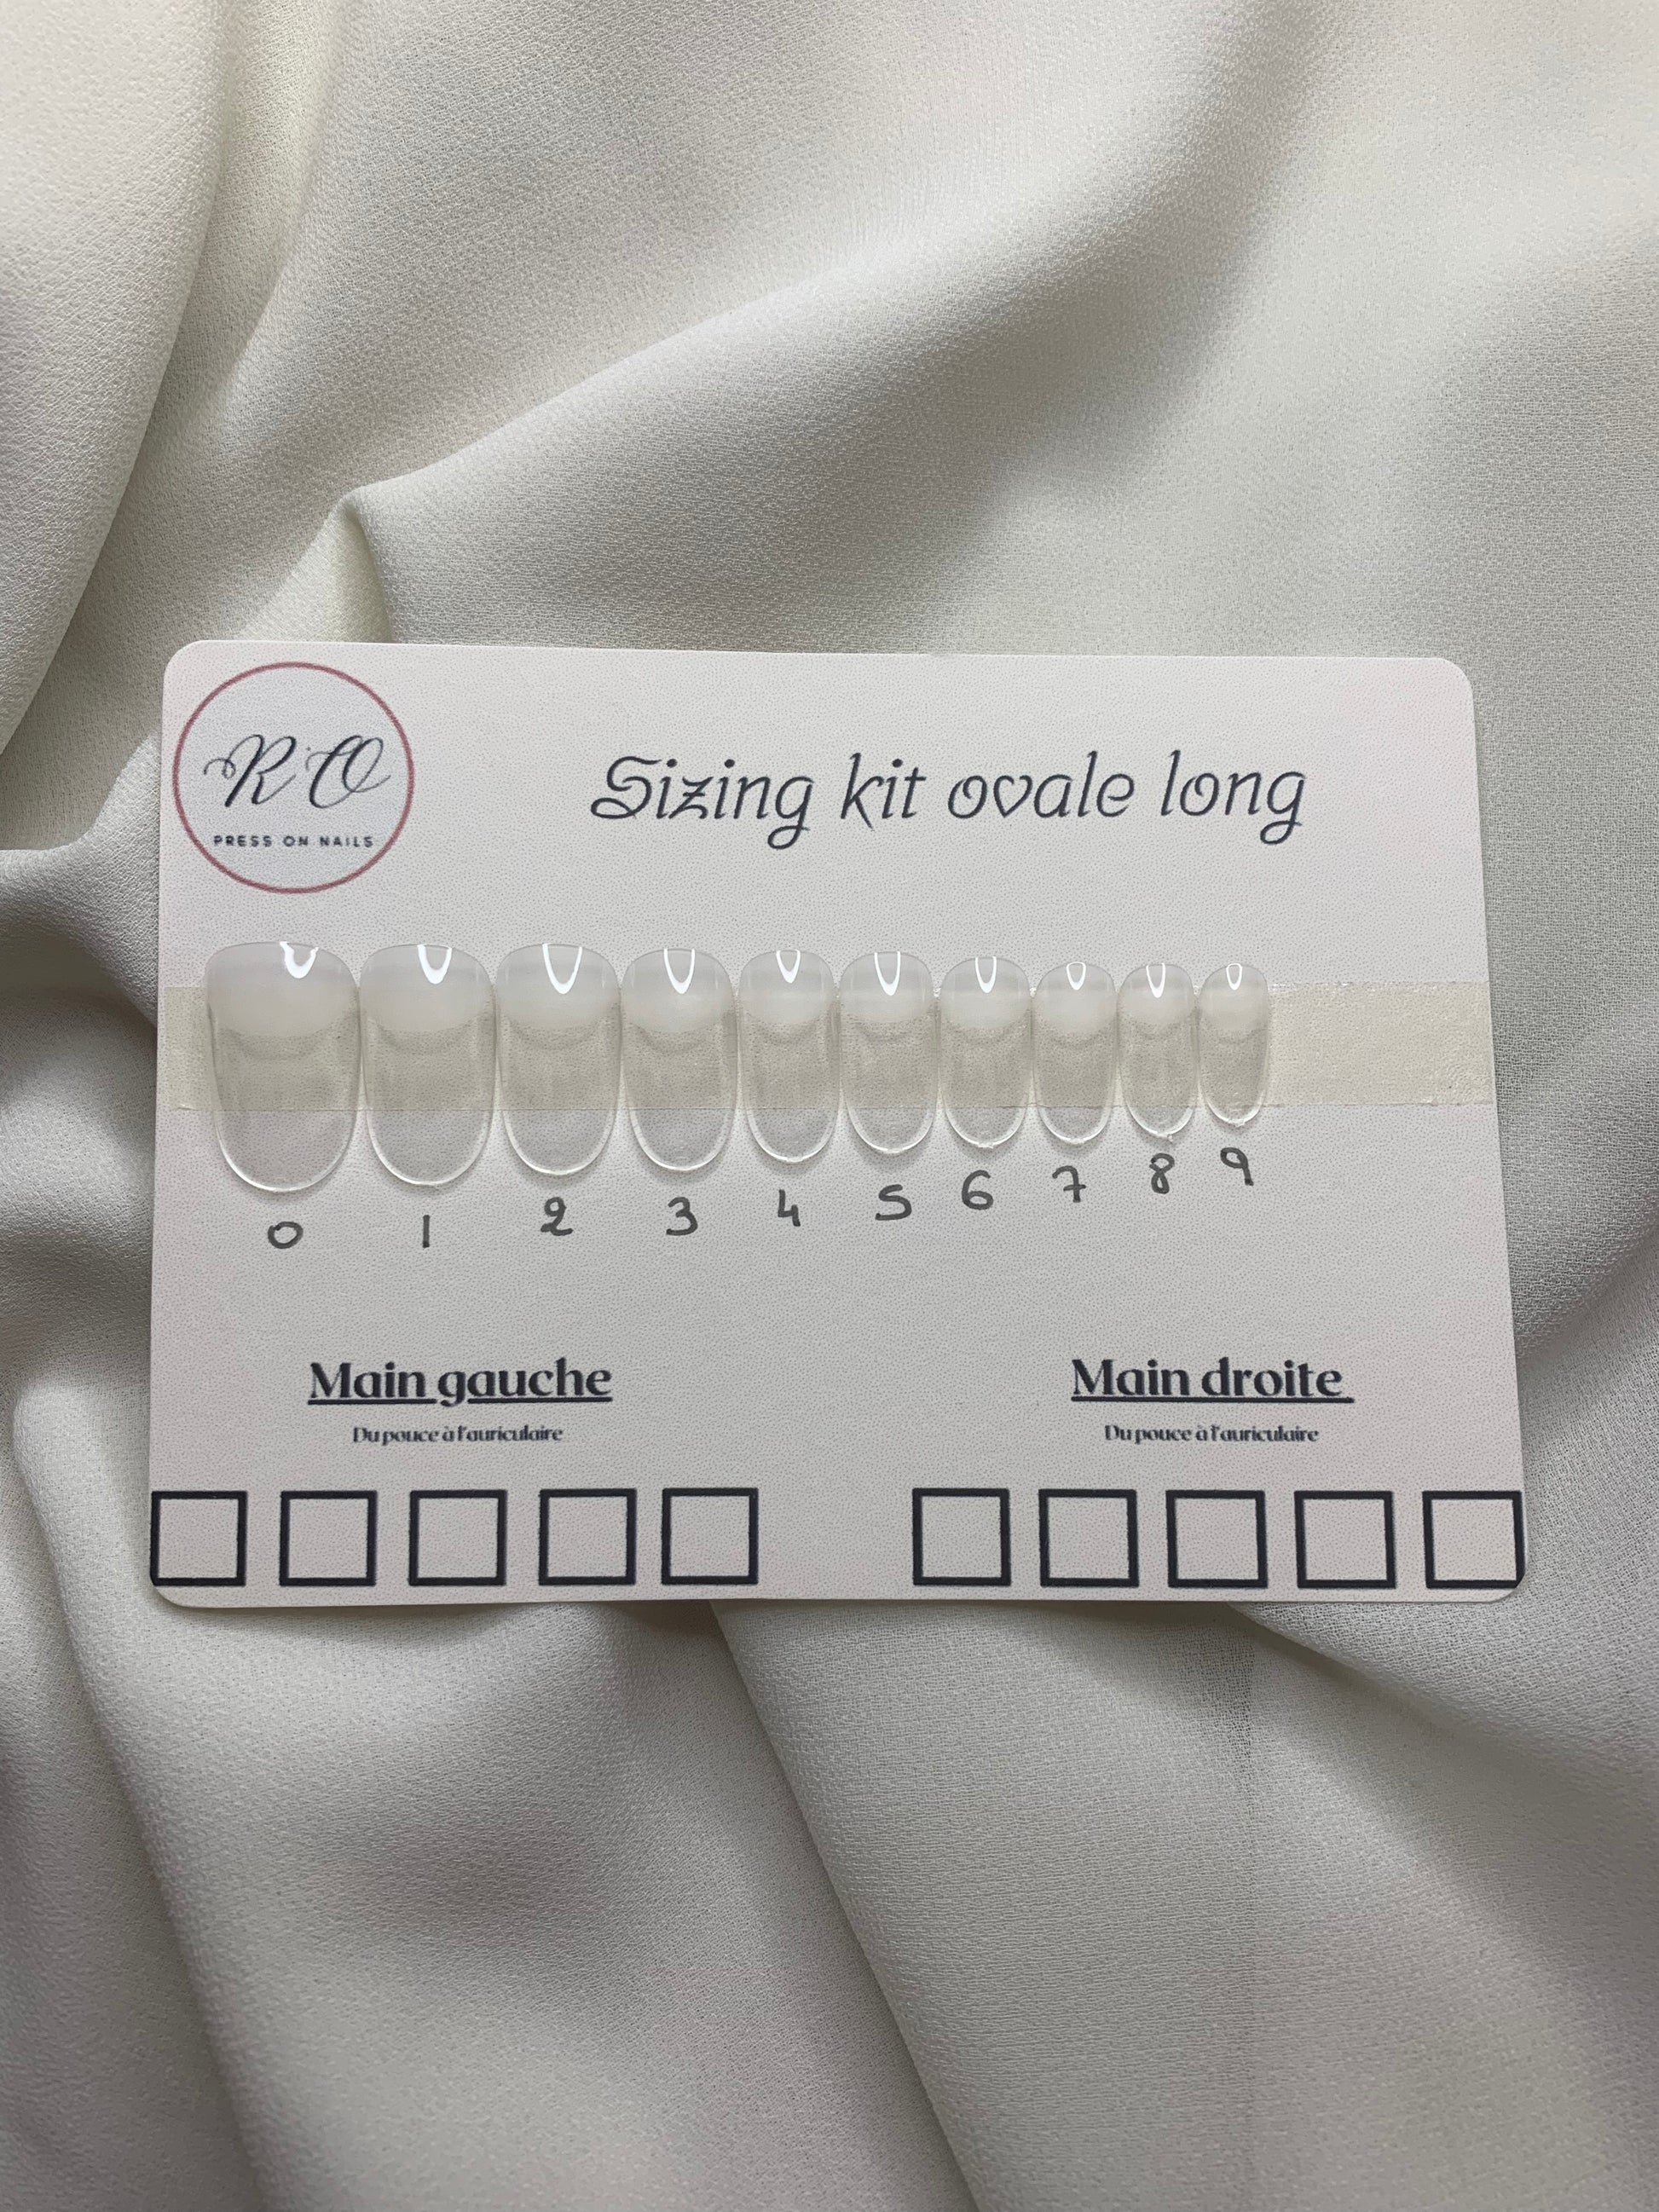 R.O
PRESS ON NAILS
Sizing kit ovale long
0 1 2 3 4 5 6 7 8 9
Main gauche
Du pouce à l'auriculaire
Main droite
Du pouce à l'auriculaire